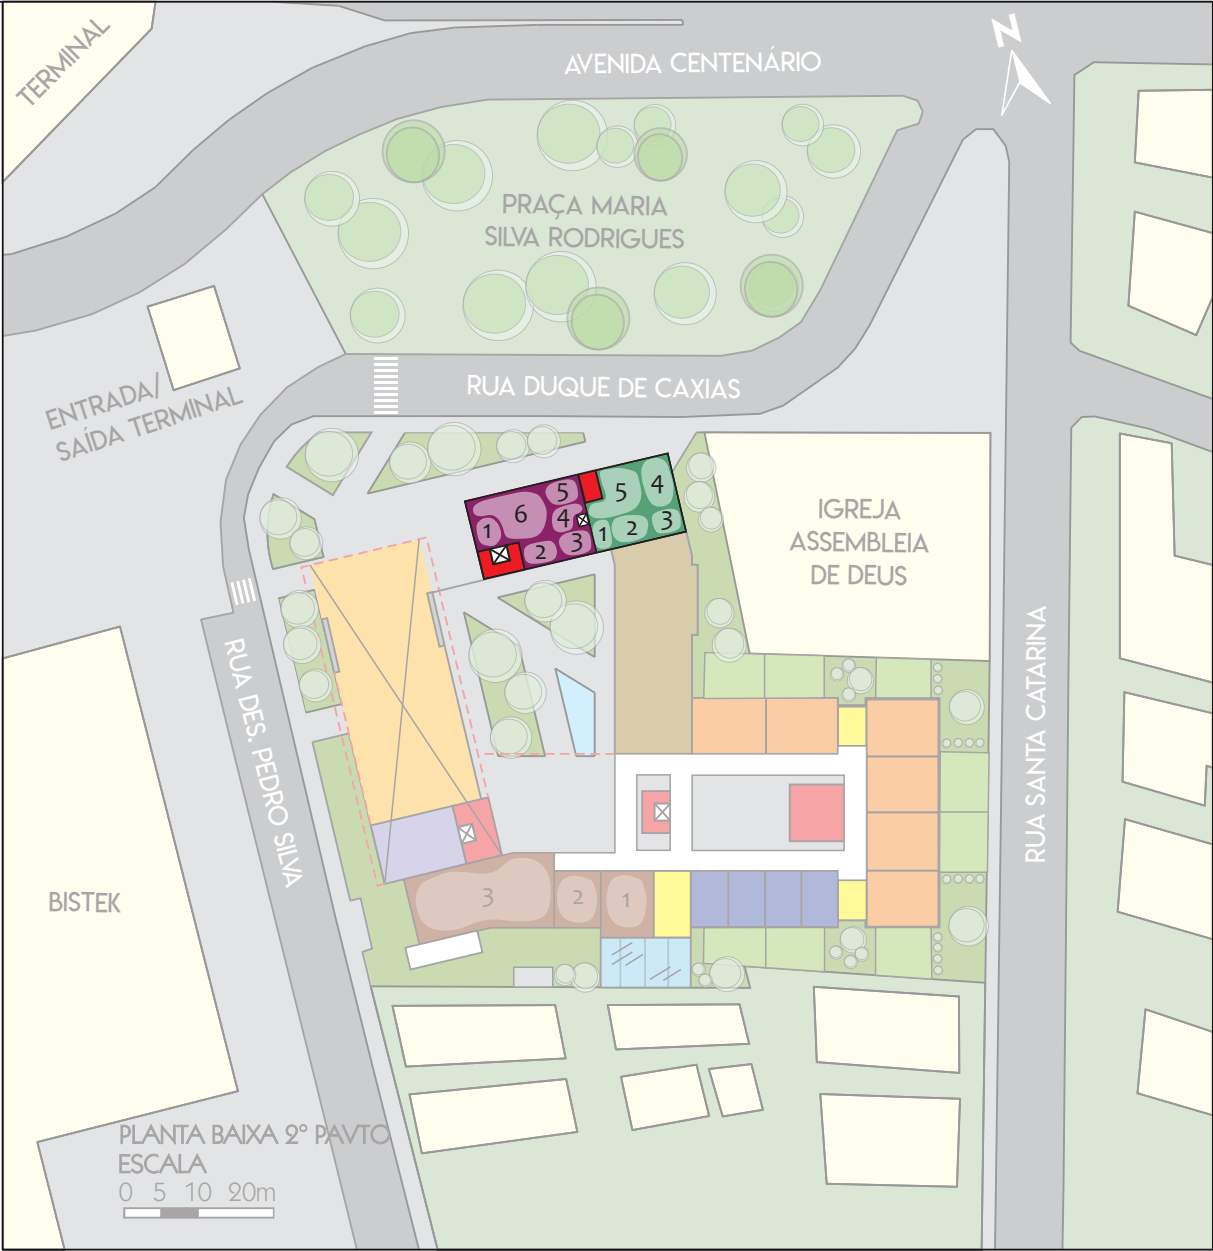 TERMINAL
AVENIDA CENTENÁRIO
N
PRAÇA MARIA
SILVA RODRIGUES
RUA DUQUE DE CAXIAS
ENTRADA/
SAÍDA TERMINAL
6
5
4
1
2
3
5
4
1
2
3
IGREJA
ASSEMBLEIA
DE DEUS
RUA DES. PEDRO SILVA
RUA SANTA CATARINA
BISTEK
3
2
1
PLANTA BAIXA 2° PAVTO
ESCALA
0 5 10 20m